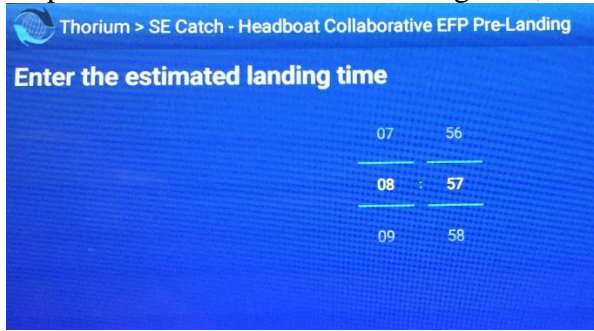 Thorium > SE Catch - Headboat Collaborative EFP Pre-Landing
Enter the estimated landing time
07 56
08 : 57
09 58